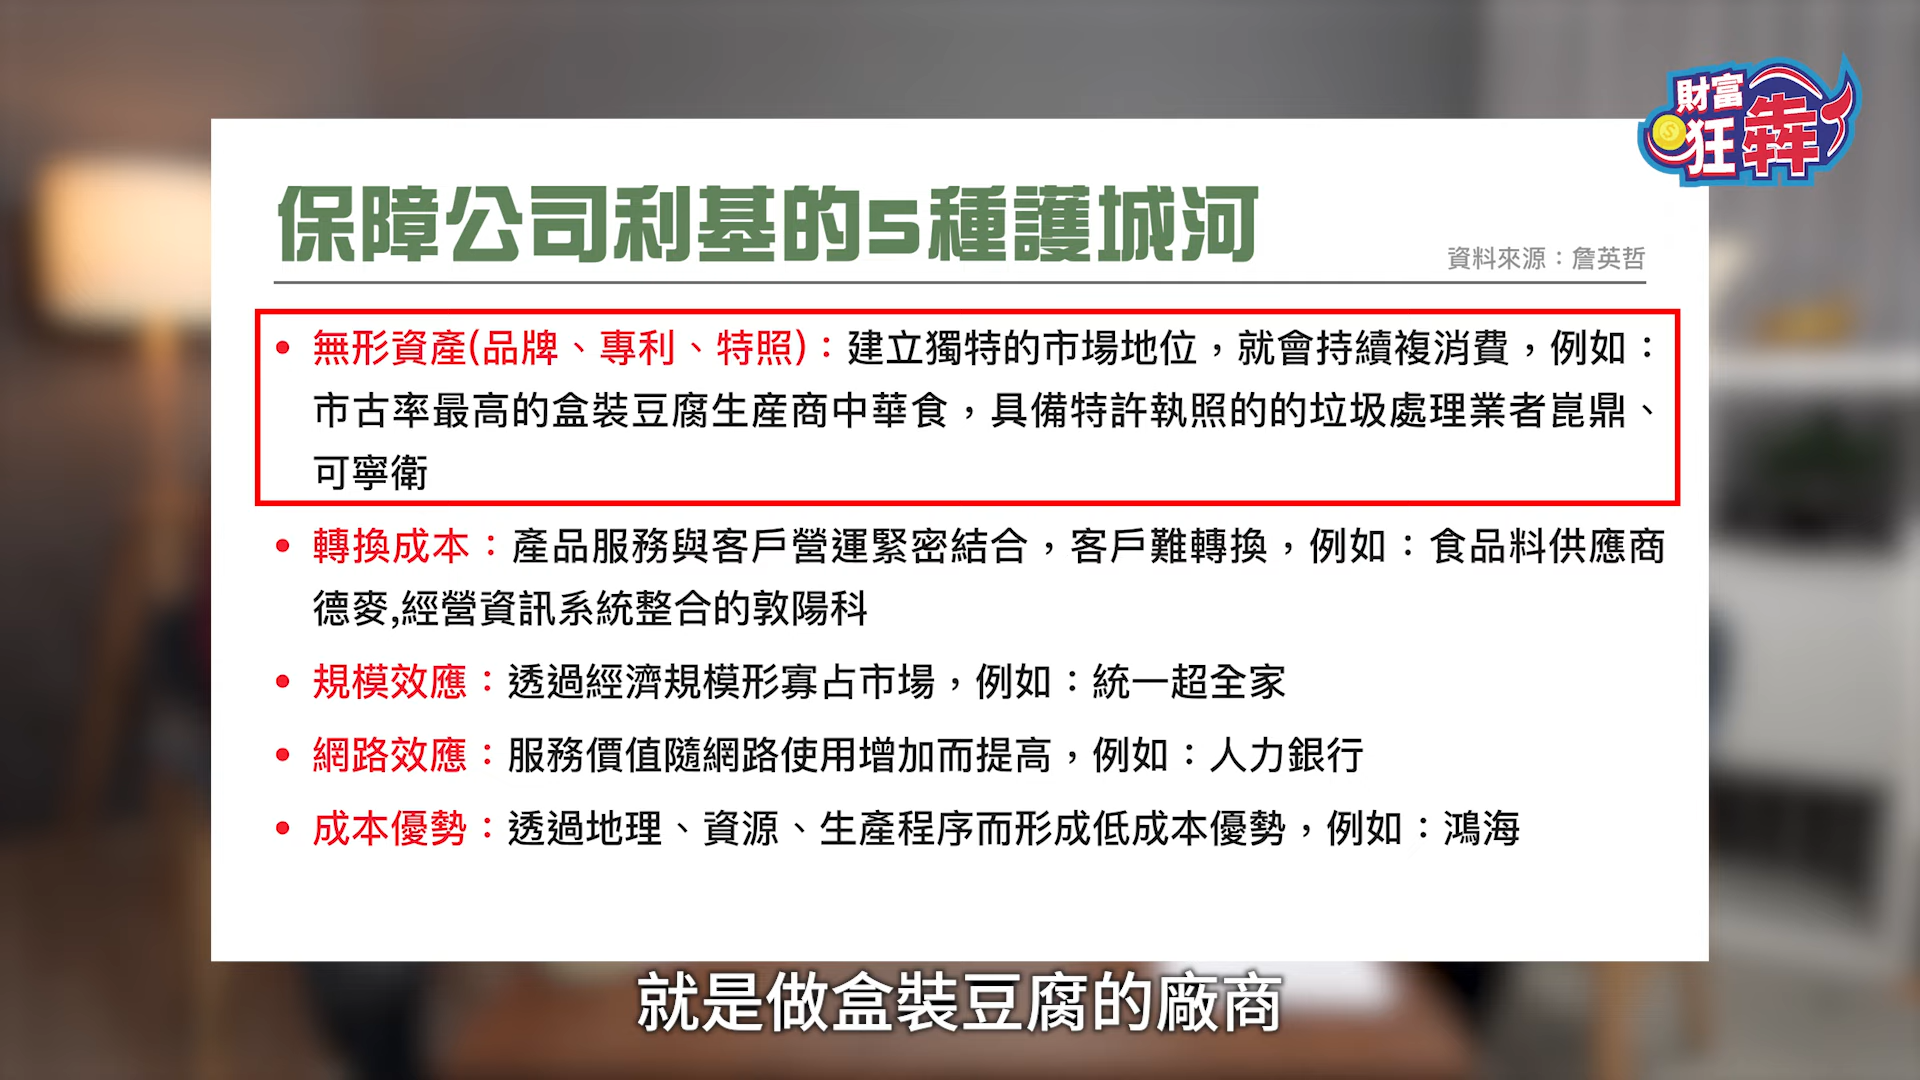 財富
狂犇
保障公司利基的5種護城河
資料來源：詹英哲
• 無形資產(品牌、專利、特照)：建立獨特的市場地位，就會持續複消費，例如：
市古率最高的盒裝豆腐生産商中華食，具備特許執照的的垃圾處理業者崑鼎、
可寧衛
• 轉換成本：產品服務與客戶營運緊密結合，客戶難轉換，例如：食品料供應商
德麥,經營資訊系統整合的敦陽科
• 規模效應：透過經濟規模形寡占市場，例如：統一超全家
• 網路效應：服務價值隨網路使用增加而提高，例如：人力銀行
• 成本優勢：透過地理、資源、生產程序而形成低成本優勢，例如：鴻海
就是做盒裝豆腐的廠商